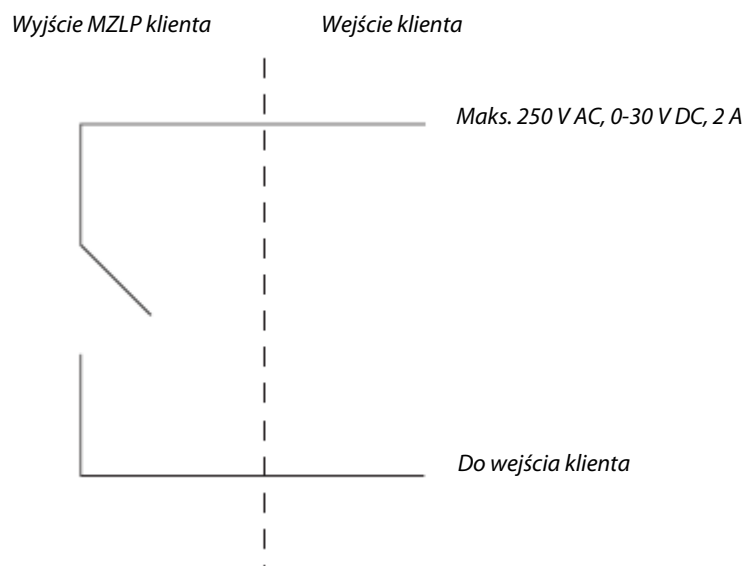 Wyjście MZLP klienta
Wejście klienta
Maks. 250 V AC, 0-30 V DC, 2 A
Do wejścia klienta